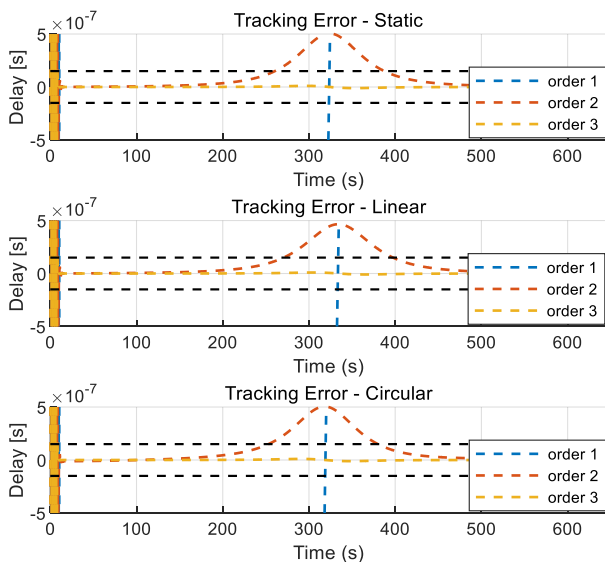 Tracking Error - Static
×10⁻⁷
Delay [s]
5
0
-5
0 100 200 300 400 500 600
Time (s)
order 1
order 2
order 3
Tracking Error - Linear
×10⁻⁷
Delay [s]
5
0
-5
0 100 200 300 400 500 600
Time (s)
order 1
order 2
order 3
Tracking Error - Circular
×10⁻⁷
Delay [s]
5
0
-5
0 100 200 300 400 500 600
Time (s)
order 1
order 2
order 3